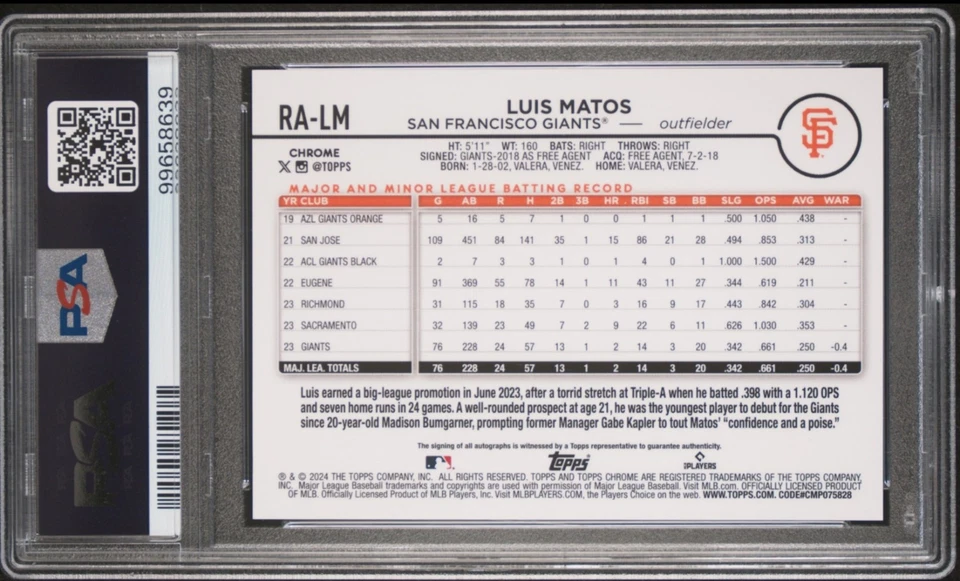 99658639
PSA
RA-LM
LUIS MATOS
SAN FRANCISCO GIANTS® — outfielder
SF
CHROME
@TOPPS
HT: 5'11" WT: 160 BATS: RIGHT THROWS: RIGHT
SIGNED: GIANTS-2018 AS FREE AGENT ACQ: FREE AGENT, 7-2-18
BORN: 1-28-02, VALERA, VENEZ. HOME: VALERA, VENEZ.
MAJOR AND MINOR LEAGUE BATTING RECORD
YR CLUB G AB R H 2B 3B HR RBI SB BB SLG OPS AVG WAR
19 AZL GIANTS ORANGE 5 16 5 7 1 0 0 1 1 1 .500 1.050 .438 -
21 SAN JOSE 109 451 84 141 35 1 15 86 21 28 .494 .853 .313 -
22 ACL GIANTS BLACK 2 7 3 3 1 0 1 4 0 1 1.000 1.500 .429 -
22 EUGENE 91 369 55 78 14 1 11 43 11 27 .344 .619 .211 -
23 RICHMOND 31 115 18 35 7 0 3 16 9 17 .443 .842 .304 -
23 SACRAMENTO 32 139 23 49 7 2 9 22 6 11 .626 1.030 .353 -
23 GIANTS 76 228 24 57 13 1 2 14 3 20 .342 .661 .250 -0.4
MAJ. LEA. TOTALS 76 228 24 57 13 1 2 14 3 20 .342 .661 .250 -0.4
Luis earned a big-league promotion in June 2023, after a torrid stretch at Triple-A when he batted .398 with a 1.120 OPS
and seven home runs in 24 games. A well-rounded prospect at age 21, he was the youngest player to debut for the Giants
since 20-year-old Madison Bumgarner, prompting former Manager Gabe Kapler to tout Matos' "confidence and a poise."
The signing of all autographs is witnessed by a Topps representative to guarantee authenticity.
Topps
PLAYERS
® & © 2024 THE TOPPS COMPANY, INC. ALL RIGHTS RESERVED. TOPPS AND TOPPS CHROME ARE REGISTERED TRADEMARKS OF THE TOPPS COMPANY,
INC. Major League Baseball trademarks and copyrights are used with permission of Major League Baseball. Visit MLB.com. OFFICIALLY LICENSED PRODUCT
OF MLB. Officially Licensed Product of MLB Players, Inc. Visit MLBPLAYERS.COM, the Players Choice on the web. WWW.TOPPS.COM. CODE#CMP075828